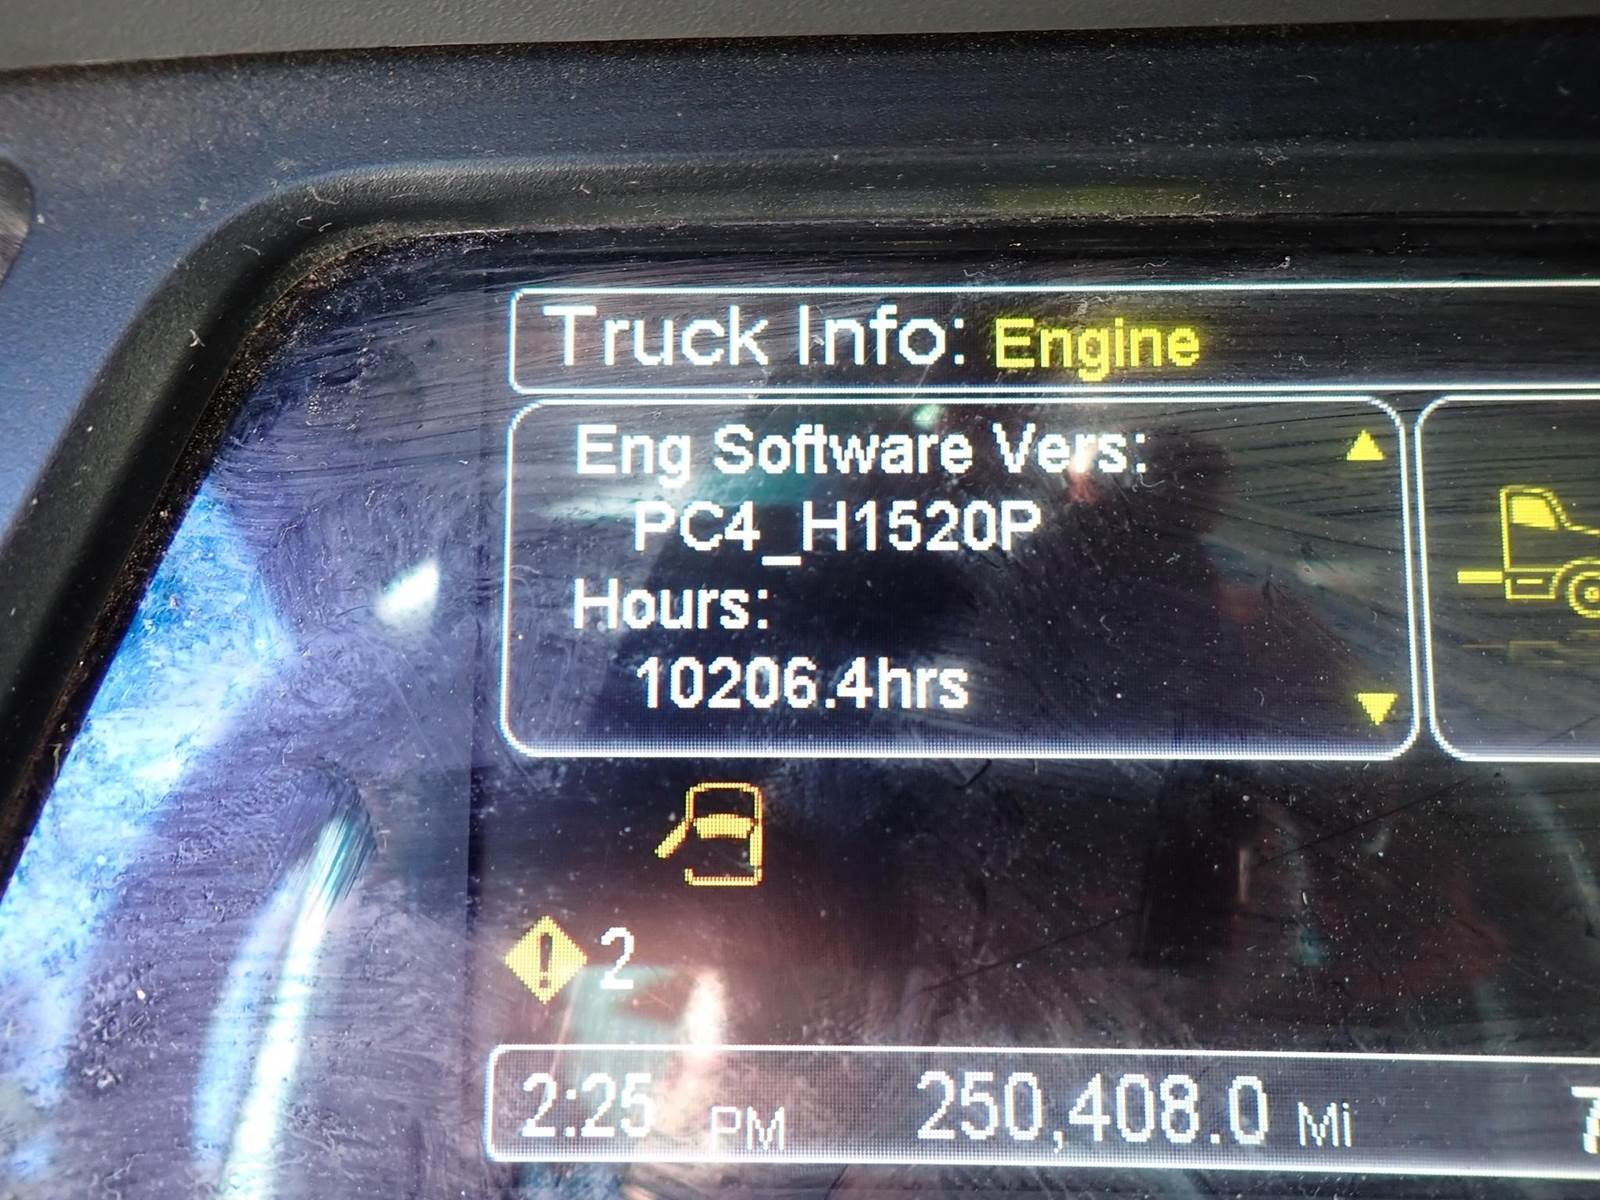 Truck Info: Engine
Eng Software Vers:
PC4_H1520P
Hours:
10206.4hrs
2
2:25 PM 250,408.0 Mi